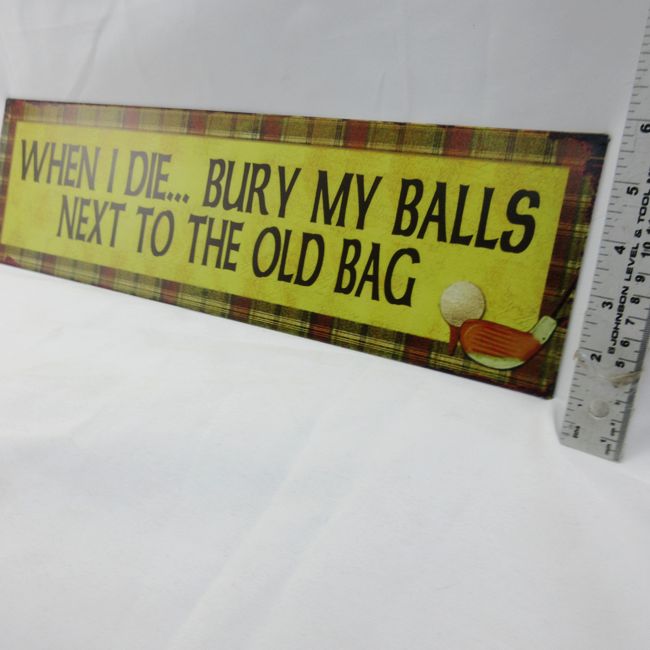 WHEN I DIE... BURY MY BALLS
NEXT TO THE OLD BAG
JOHNSON LEVEL & TOOL